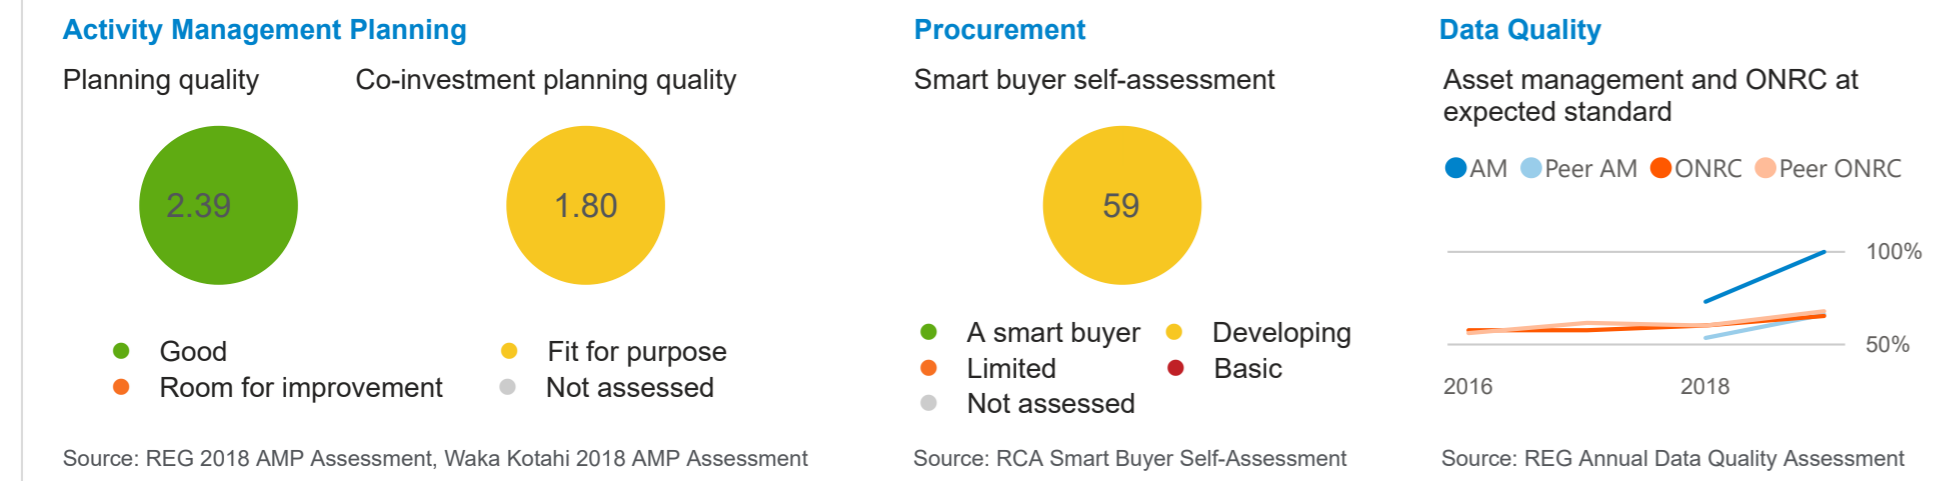 Activity Management Planning
Planning quality
Co-investment planning quality
2.39
1.80
Good
Fit for purpose
Room for improvement
Not assessed
Source: REG 2018 AMP Assessment, Waka Kotahi 2018 AMP Assessment
Procurement
Smart buyer self-assessment
59
A smart buyer
Developing
Limited
Basic
Not assessed
Source: RCA Smart Buyer Self-Assessment
Data Quality
Asset management and ONRC at
expected standard
AM Peer AM ONRC Peer ONRC
100%
50%
2016
2018
Source: REG Annual Data Quality Assessment